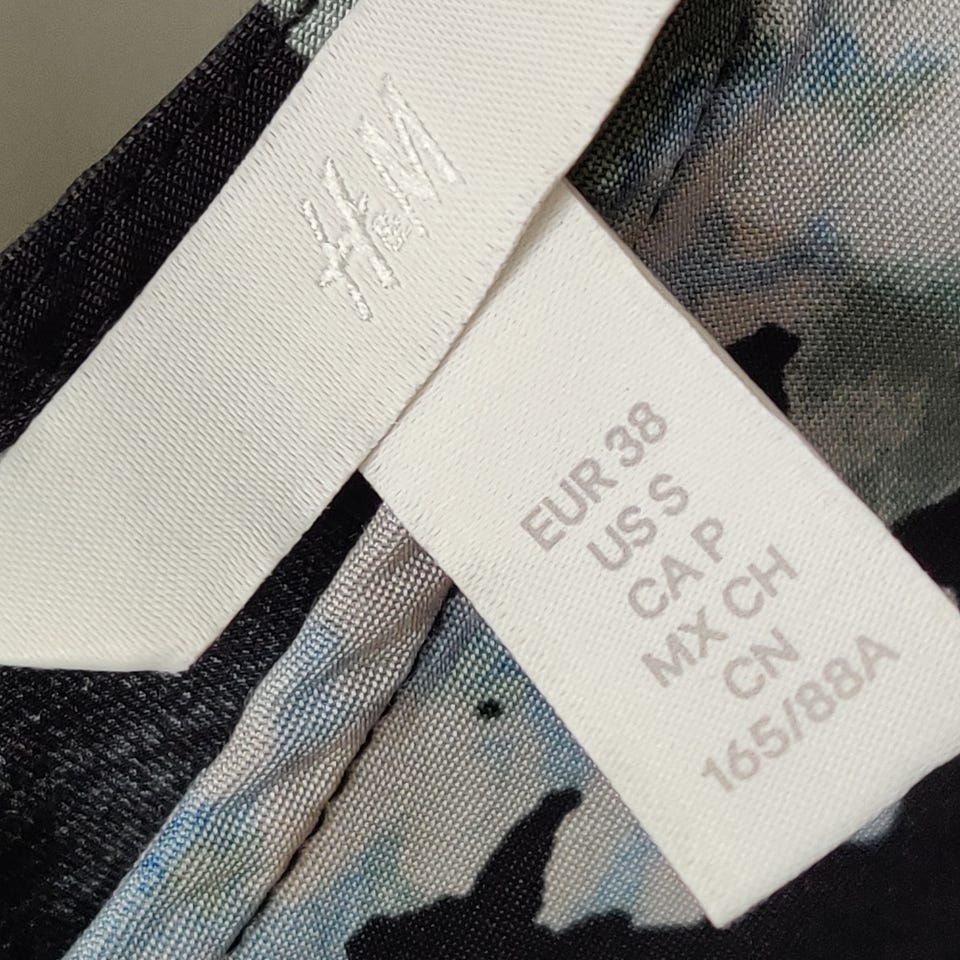 H&M
EUR 38
US S
CA P
MX CH
CN
165/88A